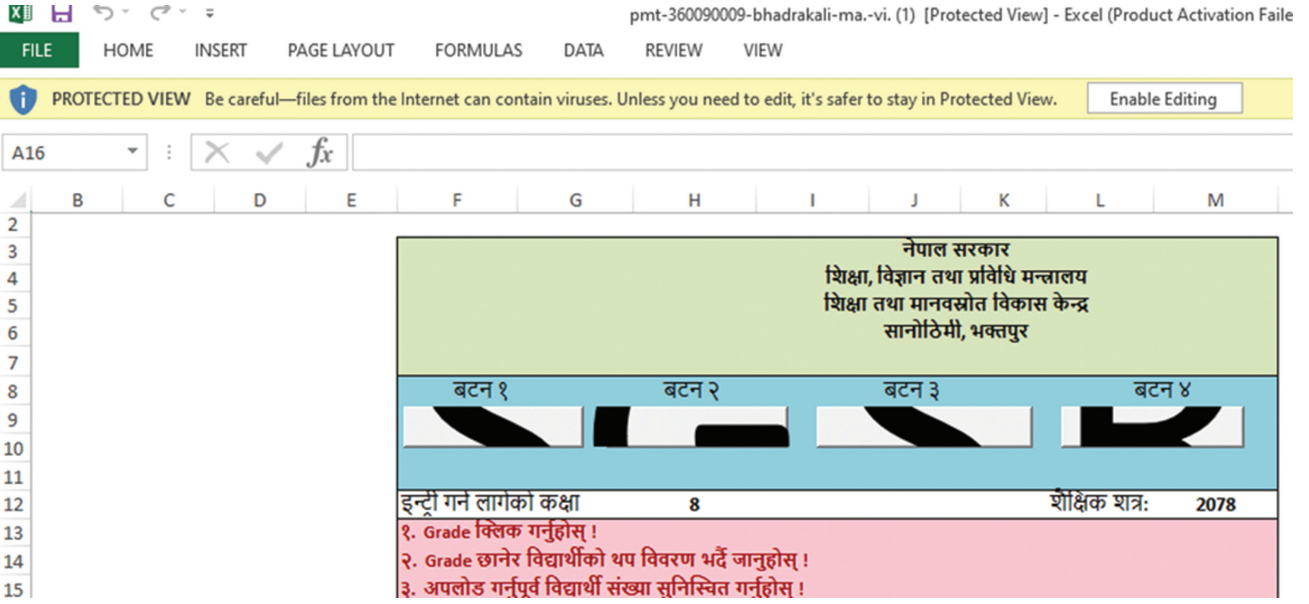 pmt-360090009-bhadrakali-ma.-vi. (1) [Protected View] - Excel (Product Activation Faile
FILE HOME INSERT PAGE LAYOUT FORMULAS DATA REVIEW VIEW
PROTECTED VIEW Be careful—files from the Internet can contain viruses. Unless you need to edit, it's safer to stay in Protected View. Enable Editing
A16 fx
B C D E F G H I J K L M
2
3 नेपाल सरकार
4 शिक्षा, विज्ञान तथा प्रविधि मन्त्रालय
5 शिक्षा तथा मानवस्रोत विकास केन्द्र
6 सानोठिमी, भक्तपुर
7
8 बटन १ बटन २ बटन ३ बटन ४
9
10
11
12 इन्ट्री गर्न लागेको कक्षा 8 शैक्षिक शत्र: 2078
13 १. Grade क्लिक गर्नुहोस् !
14 २. Grade छानेर विद्यार्थीको थप विवरण भर्दै जानुहोस् !
15 ३. अपलोड गर्नुपूर्व विद्यार्थी संख्या सुनिस्चित गर्नुहोस् !